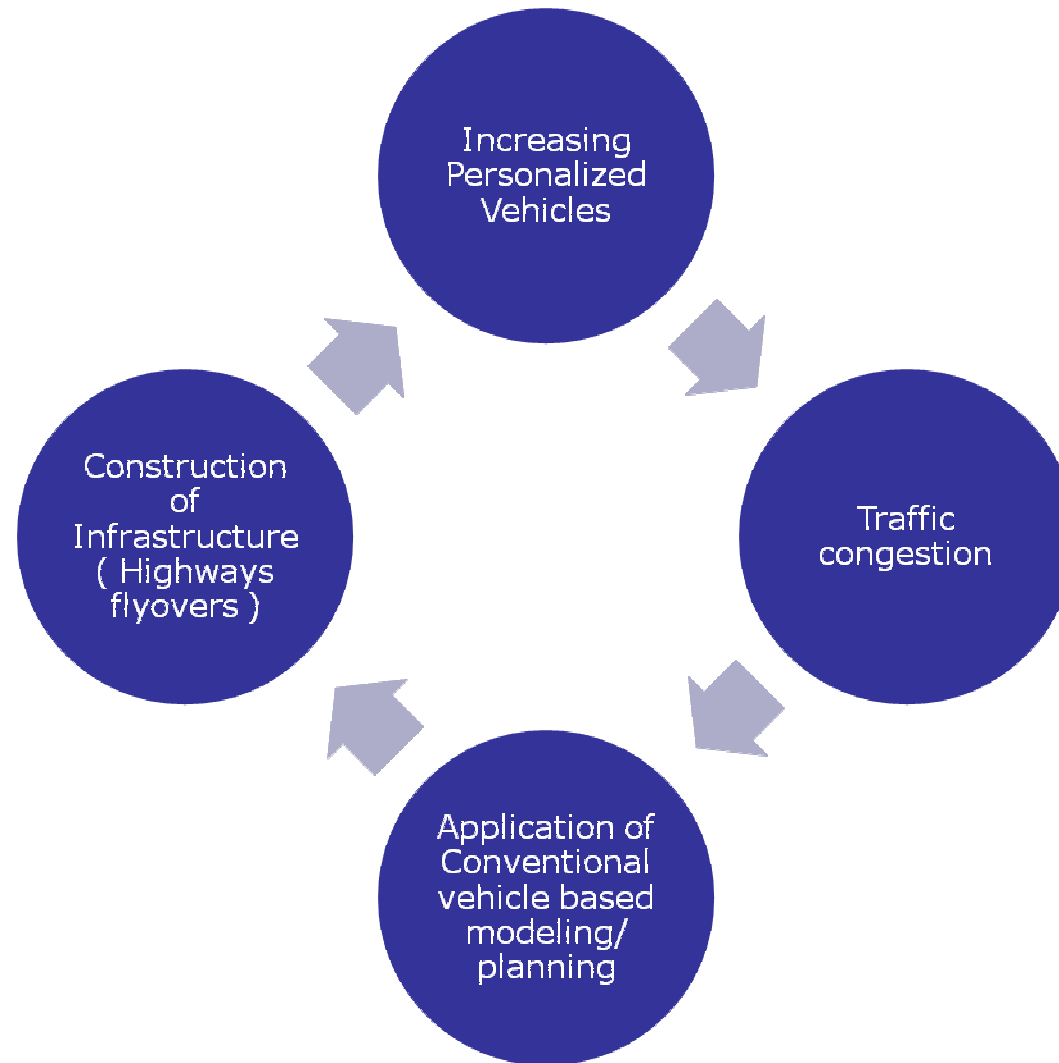 Increasing
Personalized
Vehicles
Traffic
congestion
Application of
Conventional
vehicle based
modeling/
planning
Construction
of
Infrastructure
( Highways
flyovers )